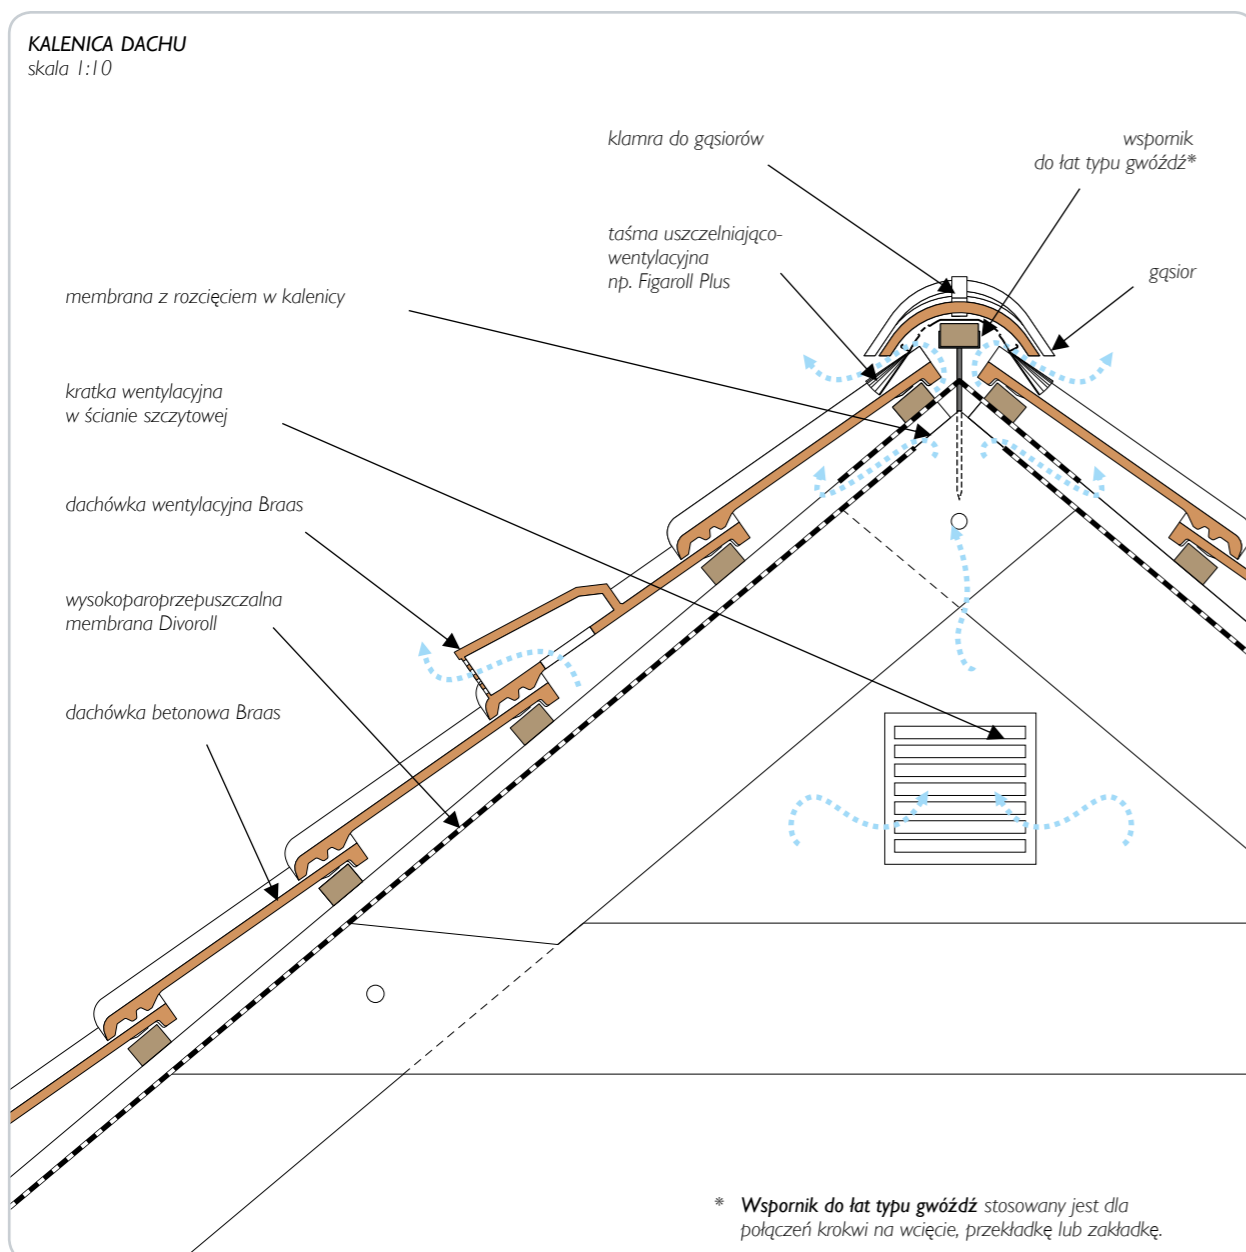 KALENICA DACHU
skala 1:10
klamra do gąsiorów
wspornik
do łat typu gwóźdź*
taśma uszczelniająco-
wentylacyjna
np. Figaroll Plus
gąsior
membrana z rozcięciem w kalenicy
kratka wentylacyjna
w ścianie szczytowej
dachówka wentylacyjna Braas
wysokoparoprzepuszczalna
membrana Divoroll
dachówka betonowa Braas
* Wspornik do łat typu gwóźdź stosowany jest dla
połączeń krokwi na wcięcie, przekładkę lub zakładkę.